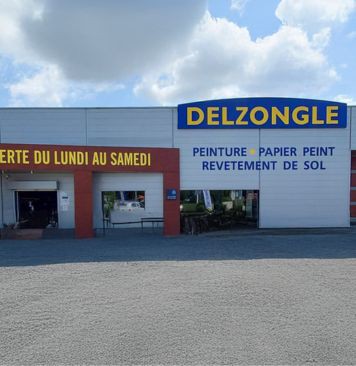 DELZONGLE
PEINTURE • PAPIER PEINT
REVETEMENT DE SOL
ERTE DU LUNDI AU SAMEDI